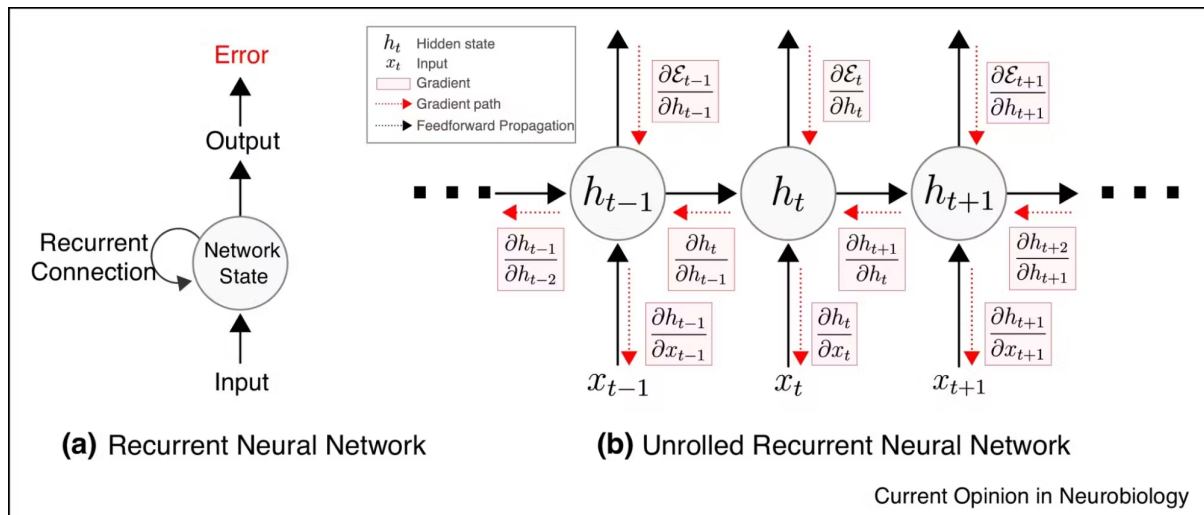 Error
Output
Recurrent
Connection
Network
State
Input
(a) Recurrent Neural Network
h_t Hidden state
x_t Input
Gradient
Gradient path
Feedforward Propagation
∂ℰ_{t−1}
∂h_{t−1}
∂ℰ_t
∂h_t
∂ℰ_{t+1}
∂h_{t+1}
h_{t−1}
h_t
h_{t+1}
∂h_{t−1}
∂h_{t−2}
∂h_t
∂h_{t−1}
∂h_{t+1}
∂h_t
∂h_{t+2}
∂h_{t+1}
∂h_{t−1}
∂x_{t−1}
∂h_t
∂x_t
∂h_{t+1}
∂x_{t+1}
x_{t−1}
x_t
x_{t+1}
(b) Unrolled Recurrent Neural Network
Current Opinion in Neurobiology